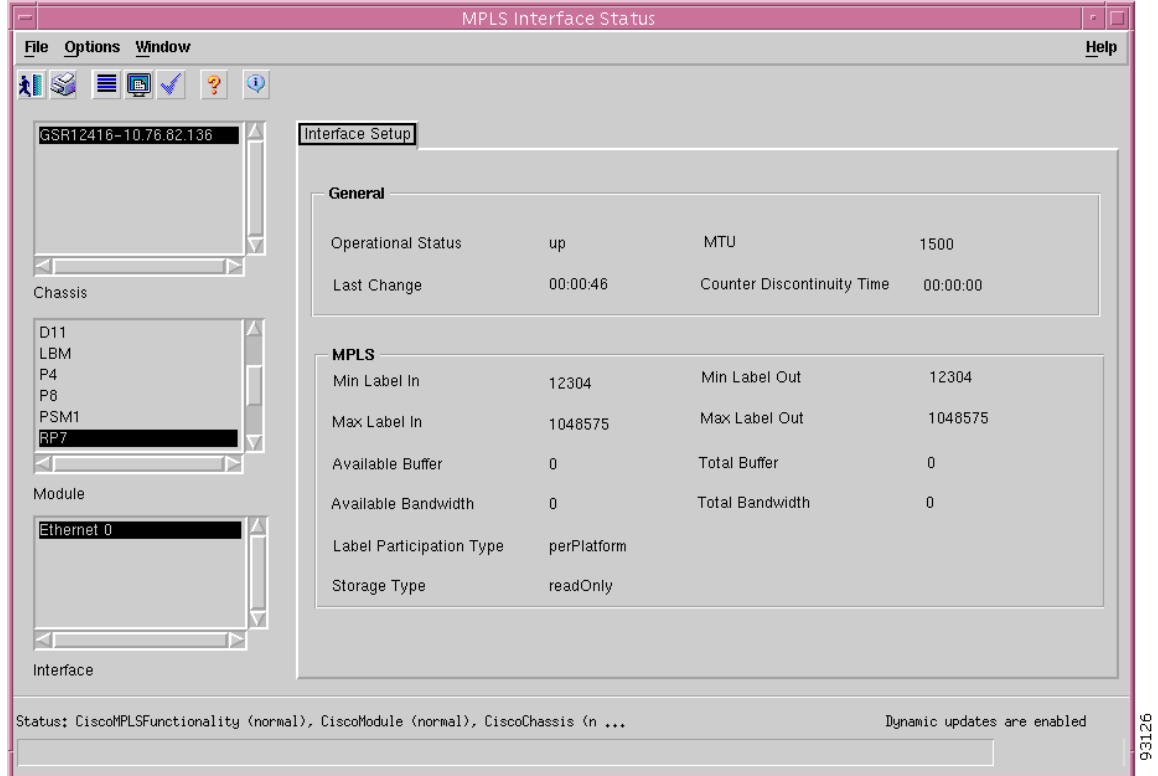 MPLS Interface Status
File Options Window Help
GSR12416-10.76.82.136
Chassis
D11
LBM
P4
P8
PSM1
RP7
Module
Ethernet 0
Interface
Interface Setup
General
Operational Status up MTU 1500
Last Change 00:00:46 Counter Discontinuity Time 00:00:00
MPLS
Min Label In 12304 Min Label Out 12304
Max Label In 1048575 Max Label Out 1048575
Available Buffer 0 Total Buffer 0
Available Bandwidth 0 Total Bandwidth 0
Label Participation Type perPlatform
Storage Type readOnly
Status: CiscoMPLSFunctionality (normal), CiscoModule (normal), CiscoChassis (n ... Dynamic updates are enabled
93126